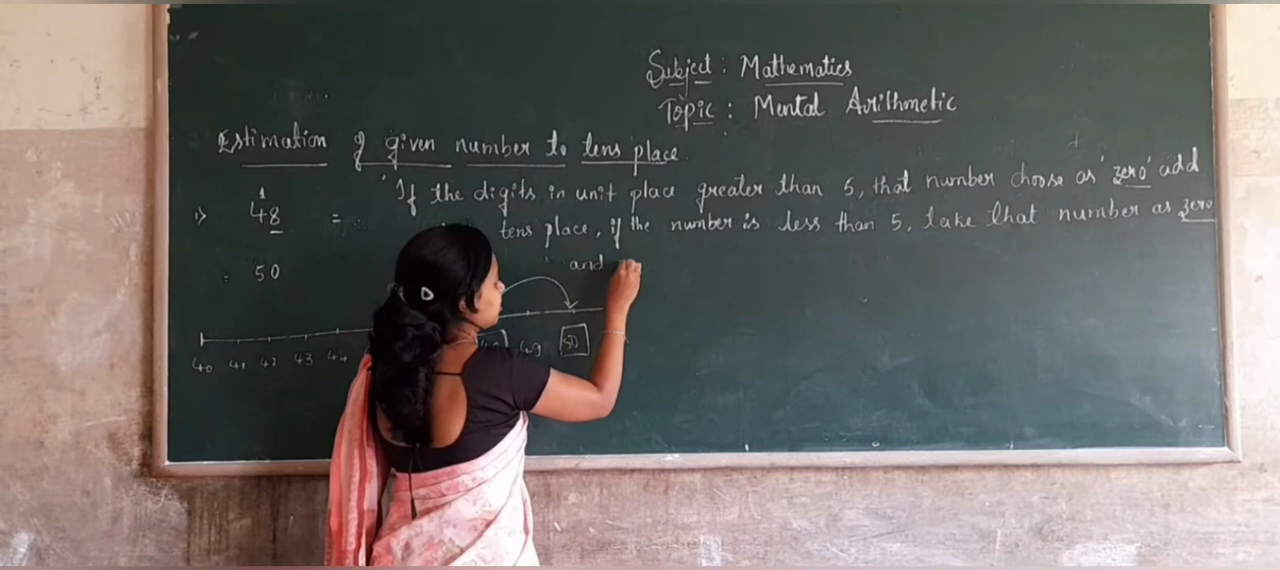 Subject : Mathematics
Topic : Mental Arithmetic
Estimation of given number to tens place.
'If the digits in unit place greater than 5, that number choose as 'zero' add
1
1) 48 =
tens place, if the number is less than 5, take that number as zero
= 50
and
40 41 42 43 44 49 50